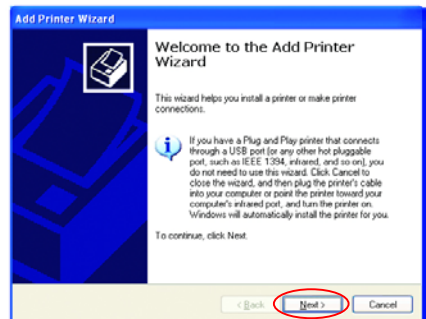 Add Printer Wizard
Welcome to the Add Printer
Wizard
This wizard helps you install a printer or make printer
connections.
If you have a Plug and Play printer that connects
through a USB port (or any other hot pluggable
port, such as IEEE 1394, infrared, and so on), you
do not need to use this wizard. Click Cancel to
close the wizard, and then plug the printer's cable
into your computer or point the printer toward your
computer's infrared port, and turn the printer on.
Windows will automatically install the printer for you.
To continue, click Next.
< Back Next > Cancel